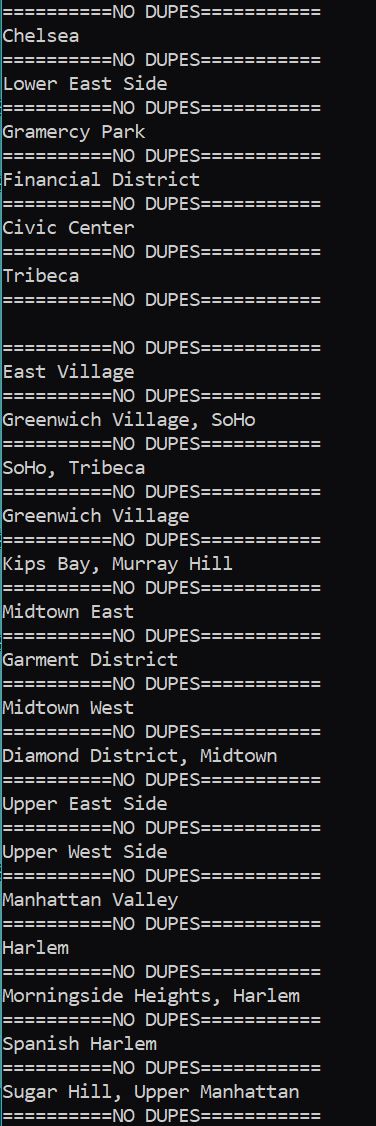 ==========NO DUPES===========
Chelsea
==========NO DUPES===========
Lower East Side
==========NO DUPES===========
Gramercy Park
==========NO DUPES===========
Financial District
==========NO DUPES===========
Civic Center
==========NO DUPES===========
Tribeca
==========NO DUPES===========

==========NO DUPES===========
East Village
==========NO DUPES===========
Greenwich Village, SoHo
==========NO DUPES===========
SoHo, Tribeca
==========NO DUPES===========
Greenwich Village
==========NO DUPES===========
Kips Bay, Murray Hill
==========NO DUPES===========
Midtown East
==========NO DUPES===========
Garment District
==========NO DUPES===========
Midtown West
==========NO DUPES===========
Diamond District, Midtown
==========NO DUPES===========
Upper East Side
==========NO DUPES===========
Upper West Side
==========NO DUPES===========
Manhattan Valley
==========NO DUPES===========
Harlem
==========NO DUPES===========
Morningside Heights, Harlem
==========NO DUPES===========
Spanish Harlem
==========NO DUPES===========
Sugar Hill, Upper Manhattan
==========NO DUPES===========